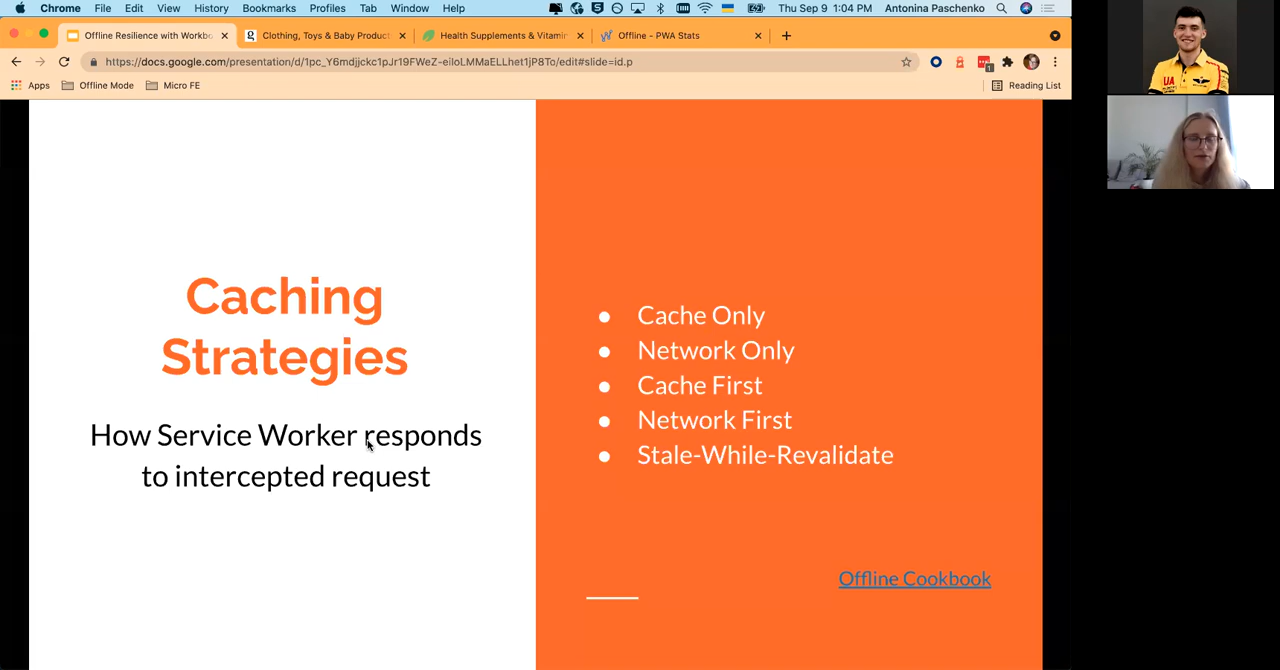 Chrome File Edit View History Bookmarks Profiles Tab Window Help Thu Sep 9 1:04 PM Antonina Paschenko
Offline Resilience with Workbo Clothing, Toys & Baby Product Health Supplements & Vitamin Offline - PWA Stats
https://docs.google.com/presentation/d/1pc_Y6mdjjckc1pJr19FWeZ-eiloLMMaELLhet1jP8To/edit#slide=id.p
Apps Offline Mode Micro FE Reading List
Caching
Strategies
How Service Worker responds
to intercepted request
● Cache Only
● Network Only
● Cache First
● Network First
● Stale-While-Revalidate
Offline Cookbook
UA